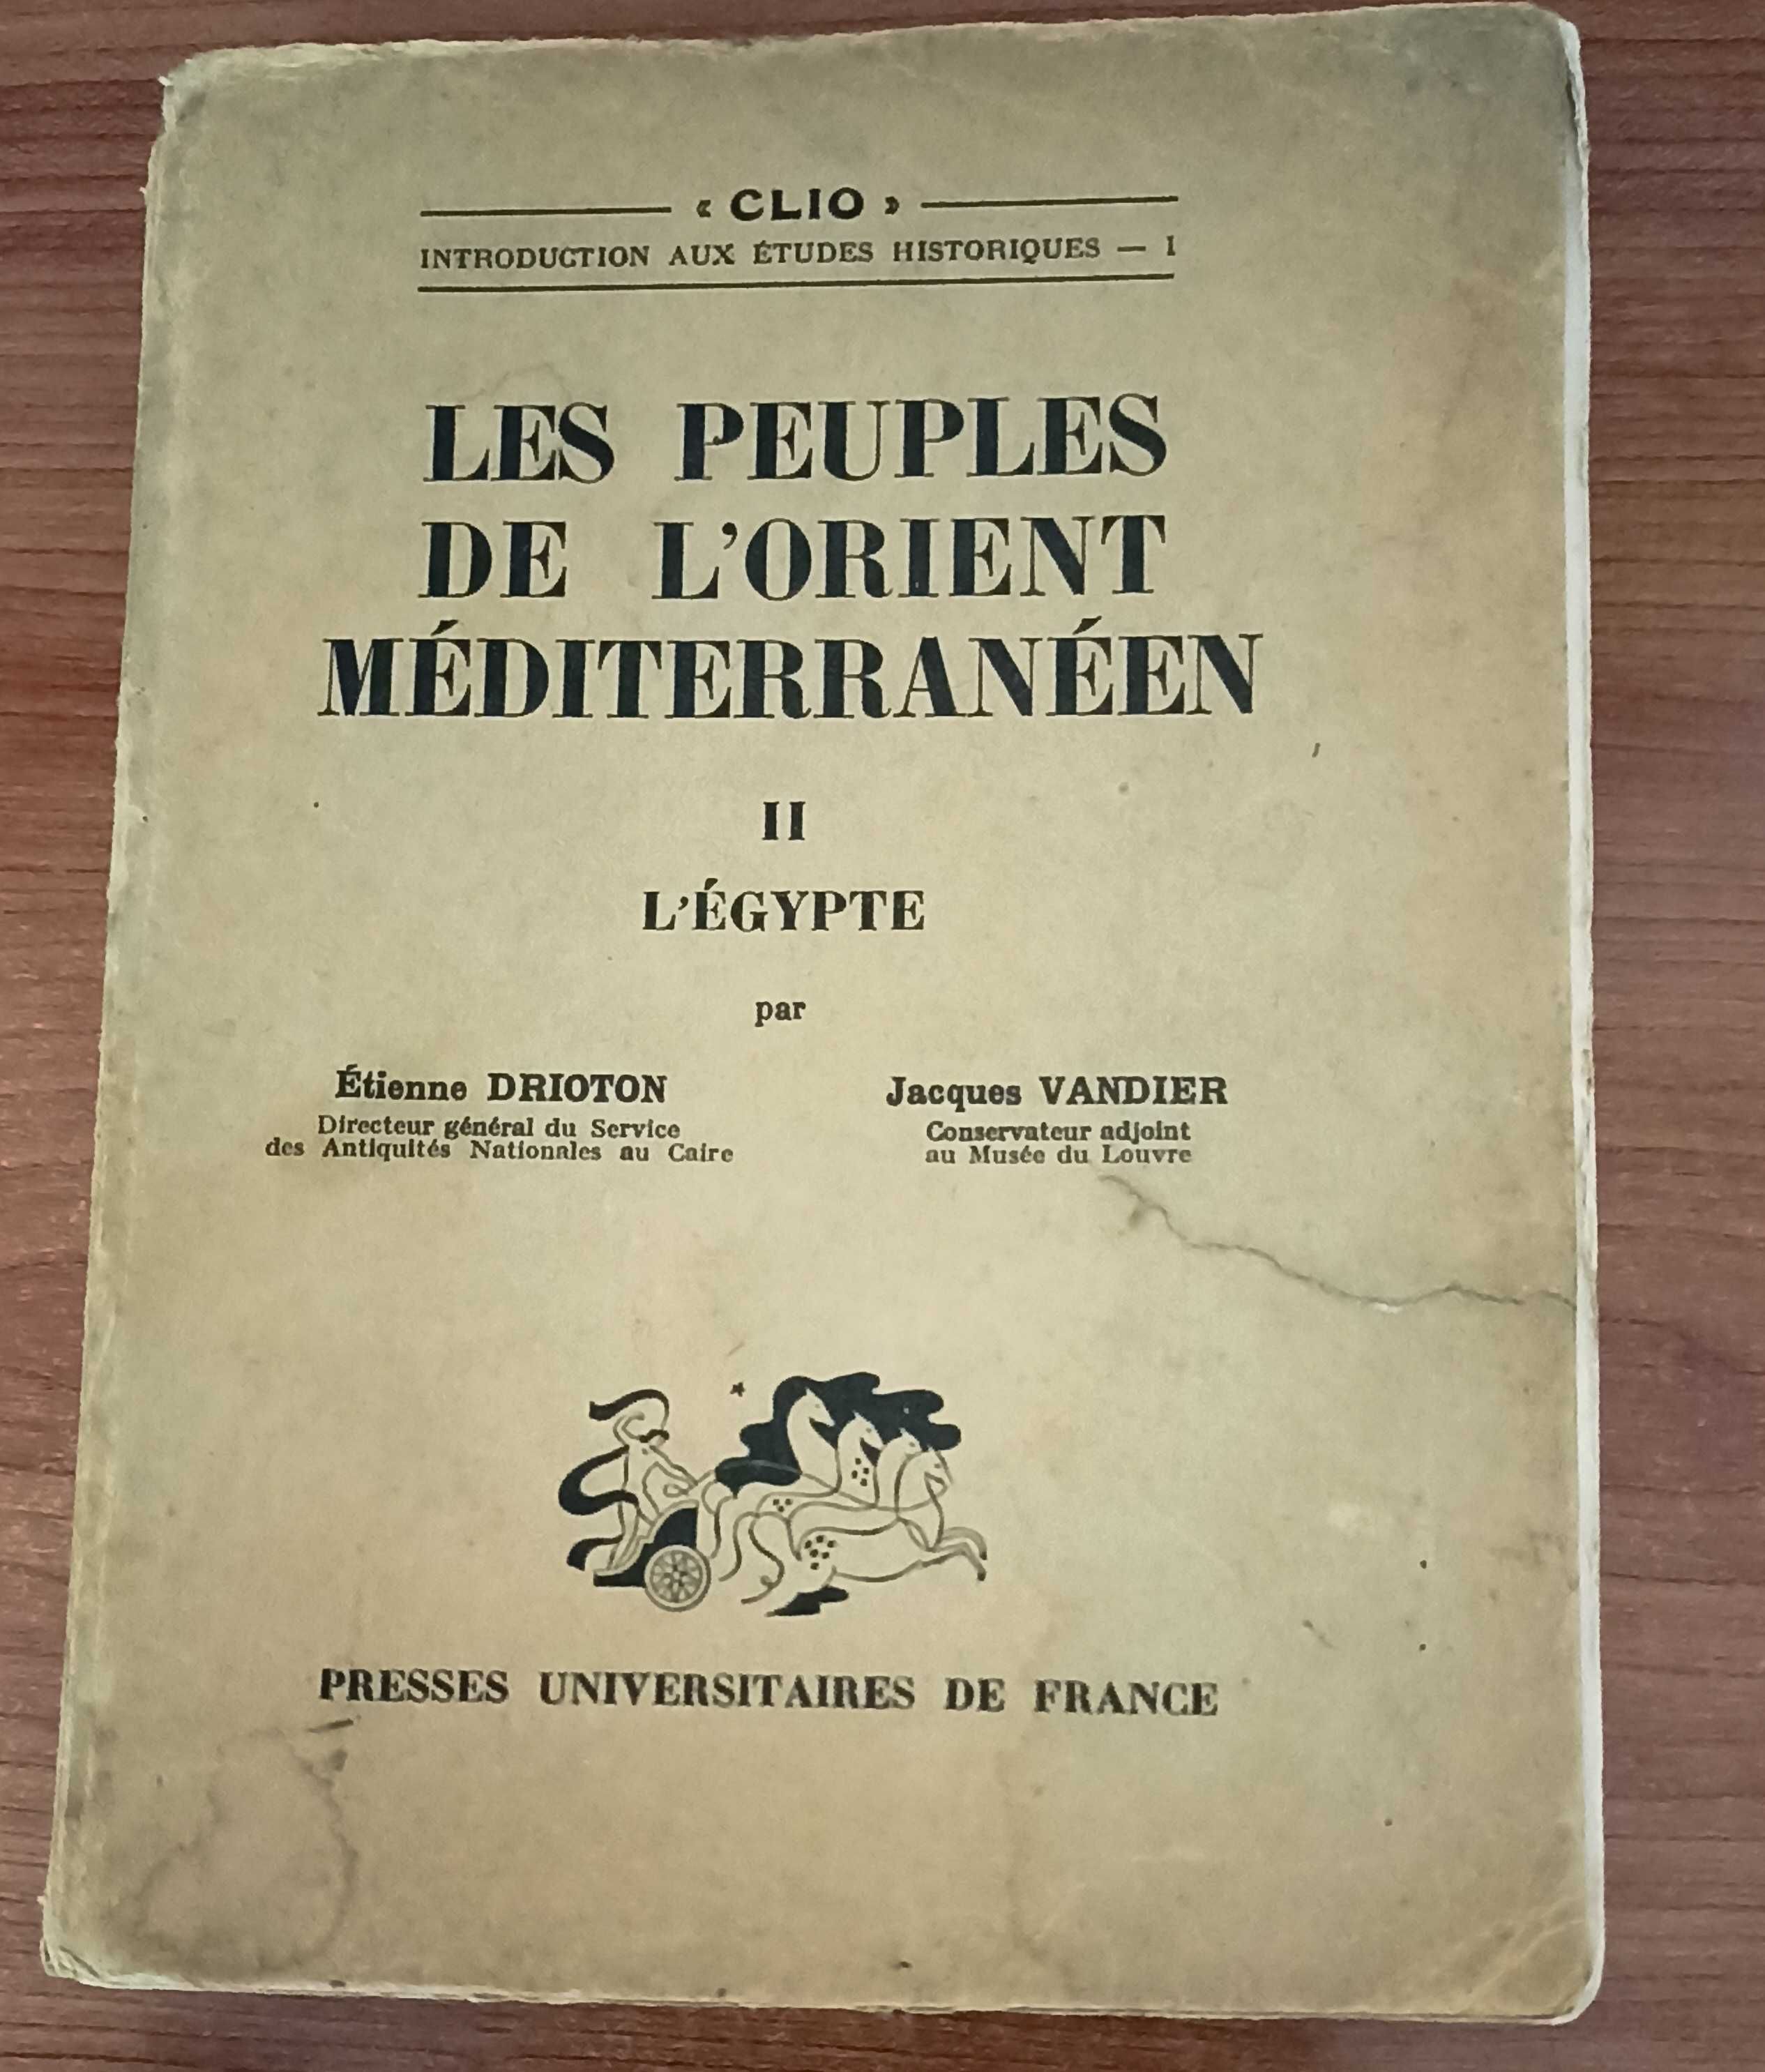 « CLIO »
INTRODUCTION AUX ÉTUDES HISTORIQUES — I
LES PEUPLES
DE L'ORIENT
MÉDITERRANÉEN
II
L'ÉGYPTE
par
Étienne DRIOTON
Directeur général du Service
des Antiquités Nationales au Caire
Jacques VANDIER
Conservateur adjoint
au Musée du Louvre
PRESSES UNIVERSITAIRES DE FRANCE